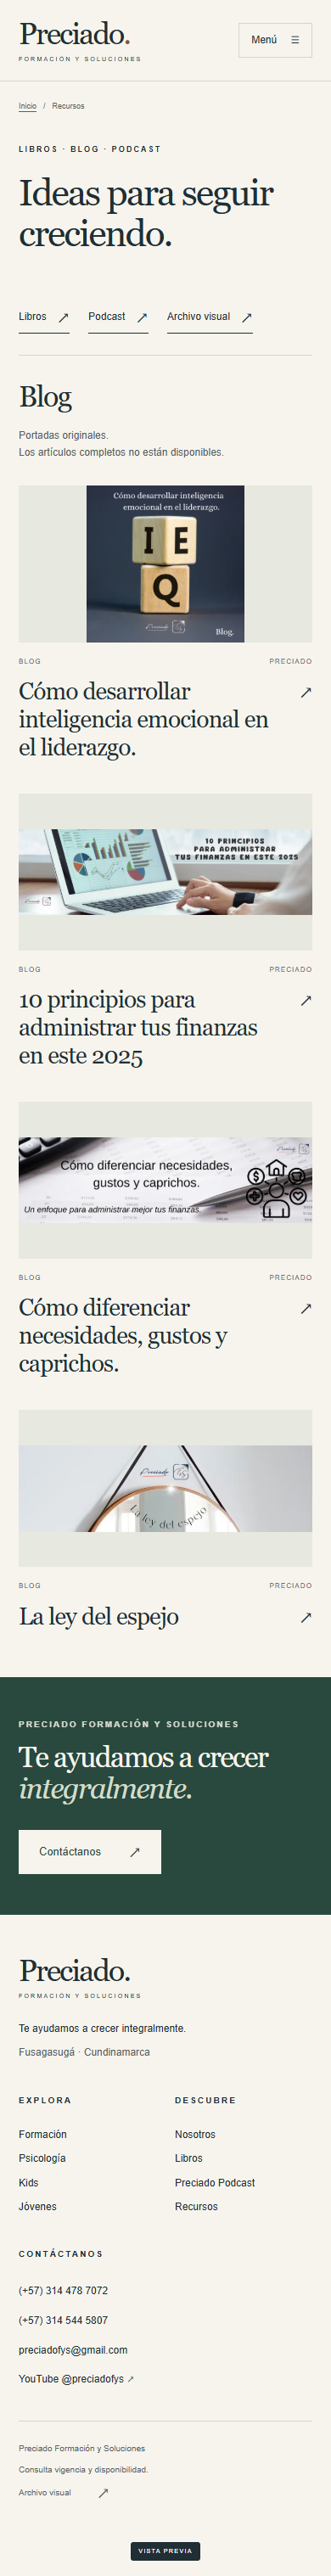 Preciado.
FORMACIÓN Y SOLUCIONES
Menú
Inicio / Recursos
LIBROS · BLOG · PODCAST
Ideas para seguir
creciendo.
Libros ↗ Podcast ↗ Archivo visual ↗
Blog
Portadas originales.
Los artículos completos no están disponibles.
Cómo desarrollar inteligencia
emocional en el liderazgo.
I E
Q
Preciado
Blog.
BLOG PRECIADO
Cómo desarrollar ↗
inteligencia emocional en
el liderazgo.
10 PRINCIPIOS
PARA ADMINISTRAR
TUS FINANZAS EN ESTE 2025
BLOG PRECIADO
10 principios para ↗
administrar tus finanzas
en este 2025
Cómo diferenciar necesidades,
gustos y caprichos.
Un enfoque para administrar mejor tus finanzas.
BLOG PRECIADO
Cómo diferenciar ↗
necesidades, gustos y
caprichos.
Preciado
La ley del espejo
BLOG PRECIADO
La ley del espejo ↗
PRECIADO FORMACIÓN Y SOLUCIONES
Te ayudamos a crecer
integralmente.
Contáctanos ↗
Preciado.
FORMACIÓN Y SOLUCIONES
Te ayudamos a crecer integralmente.
Fusagasugá · Cundinamarca
EXPLORA
Formación
Psicología
Kids
Jóvenes
DESCUBRE
Nosotros
Libros
Preciado Podcast
Recursos
CONTÁCTANOS
(+57) 314 478 7072
(+57) 314 544 5807
preciadofys@gmail.com
YouTube @preciadofys ↗
Preciado Formación y Soluciones
Consulta vigencia y disponibilidad.
Archivo visual ↗
VISTA PREVIA